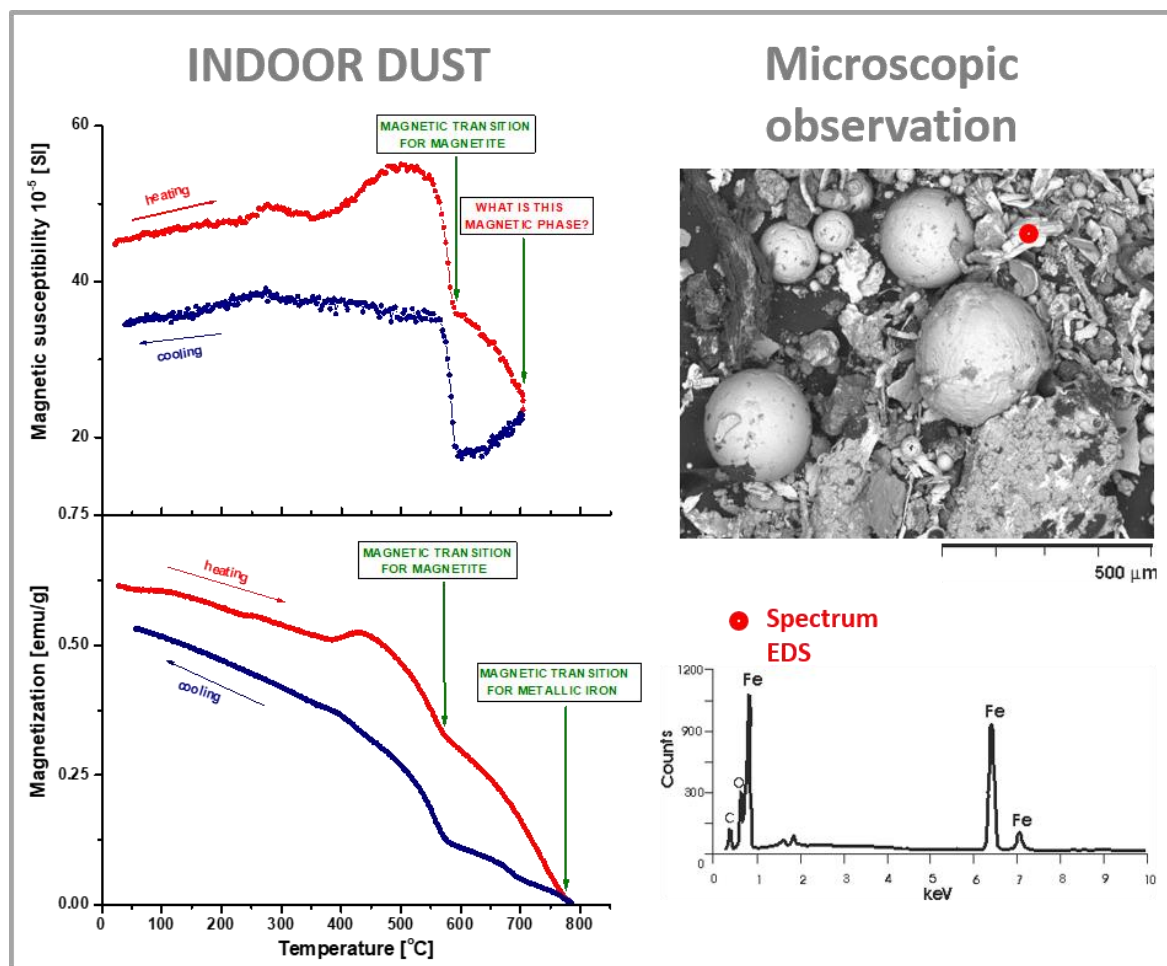 INDOOR DUST
Microscopic
observation
Magnetic susceptibility 10⁻⁵ [SI]
60
40
20
heating
cooling
MAGNETIC TRANSITION
FOR MAGNETITE
WHAT IS THIS
MAGNETIC PHASE?
Magnetization [emu/g]
0.75
0.50
0.25
0.00
heating
cooling
MAGNETIC TRANSITION
FOR MAGNETITE
MAGNETIC TRANSITION
FOR METALLIC IRON
0 100 200 300 400 500 600 700 800
Temperature [°C]
500 µm
Spectrum
EDS
Counts
1200
900
300
0
C
O
Fe
Fe
Fe
0 1 2 3 4 5 6 7 8 9 10
keV